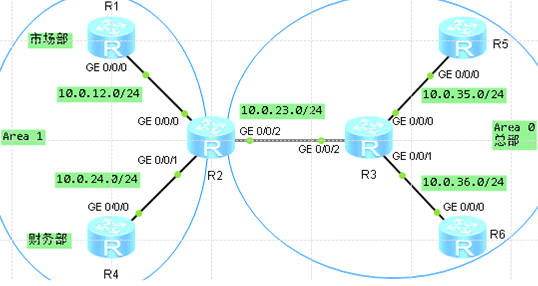 R1
市场部
GE 0/0/0
10.0.12.0/24
GE 0/0/0
Area 1
GE 0/0/1
R2
10.0.24.0/24
GE 0/0/0
财务部
R4
10.0.23.0/24
GE 0/0/2
GE 0/0/2
R3
R5
GE 0/0/0
10.0.35.0/24
GE 0/0/0
Area 0
总部
GE 0/0/1
10.0.36.0/24
GE 0/0/0
R6